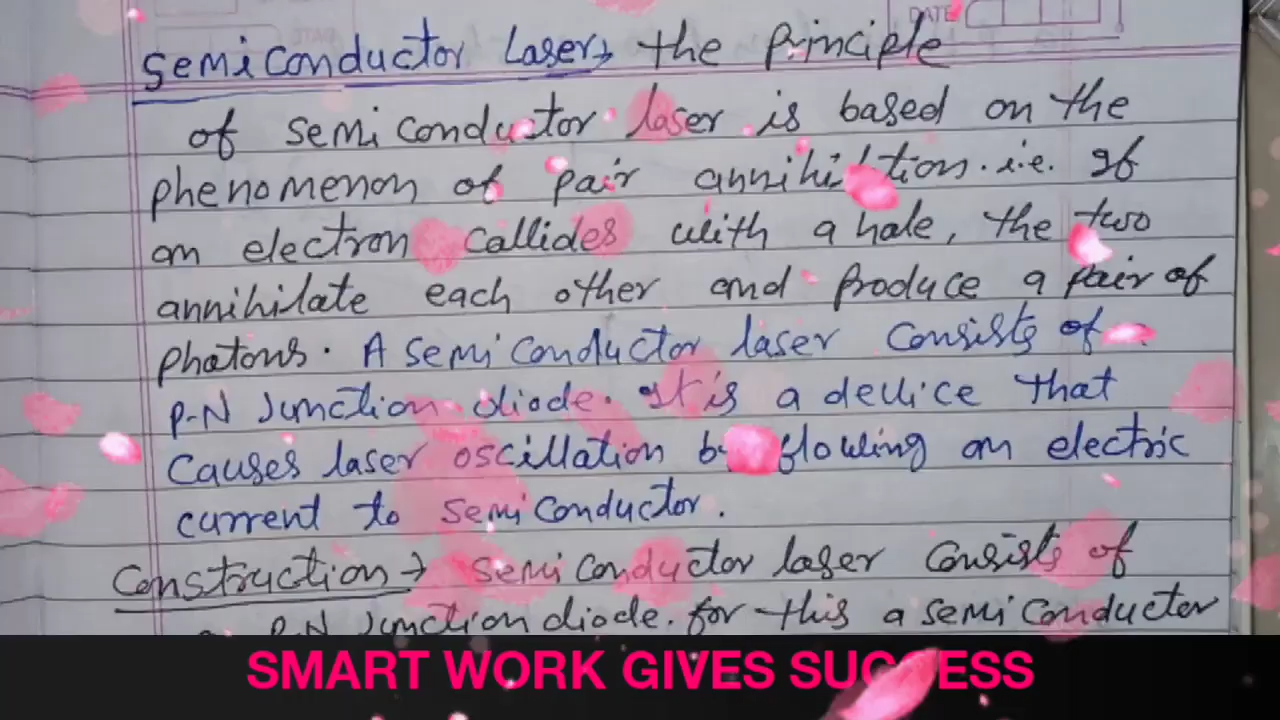 DATE
Semiconductor Laser→ the Principle
of semiconductor laser is based on the
phenomenon of pair annihiltion. i.e. If
an electron collides with a hole, the two
annihilate each other and produce a pair of
photons. A semiconductor laser consists of
P-N Junction diode. It is a device that
causes laser oscillation by flowing an electric
current to semiconductor.
Construction → Semiconductor laser consists of
P.N Junction diode. for this a semiconductor
SMART WORK GIVES SUCCESS